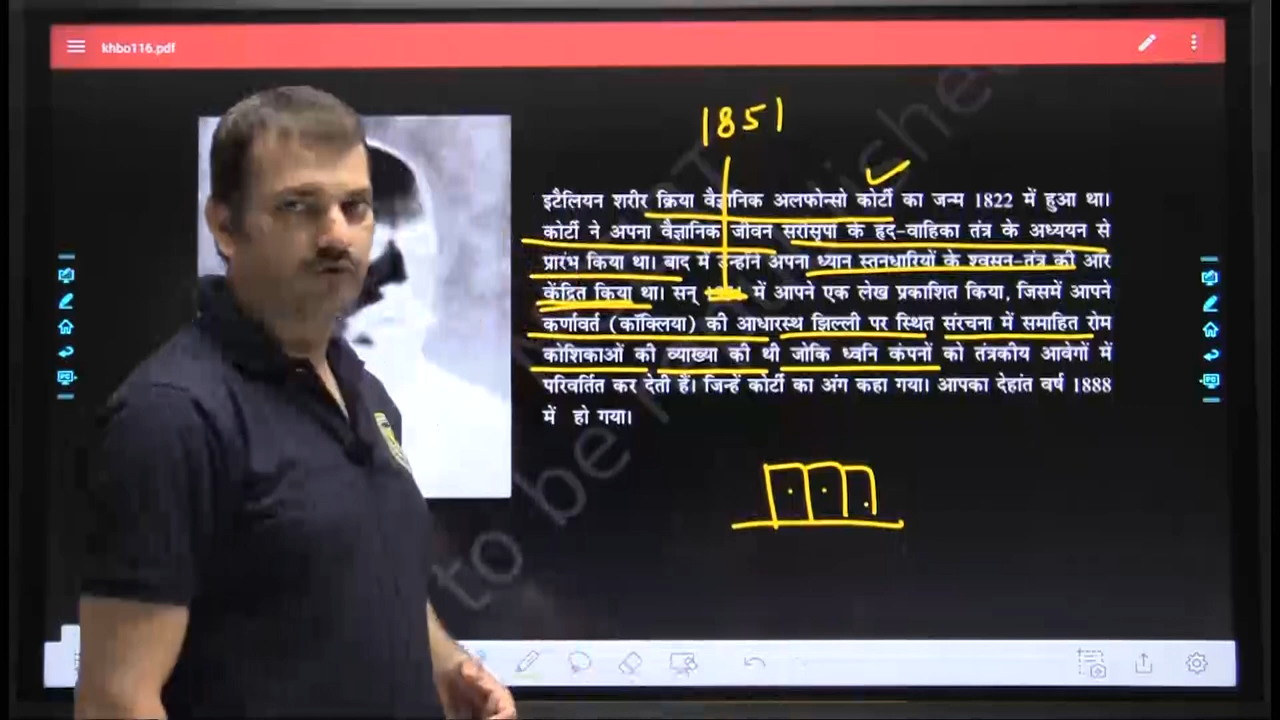 khbo116.pdf
1851
इटैलियन शरीर क्रिया वैज्ञानिक अलफोन्सो कोर्टी का जन्म 1822 में हुआ था।
कोर्टी ने अपना वैज्ञानिक जीवन सरीसृपों के हृद-वाहिका तंत्र के अध्ययन से
प्रारंभ किया था। बाद में उन्होंने अपना ध्यान स्तनधारियों के श्वसन-तंत्र की ओर
केंद्रित किया था। सन् में आपने एक लेख प्रकाशित किया, जिसमें आपने
कर्णावर्त (कॉक्लिया) की आधारस्थ झिल्ली पर स्थित संरचना में समाहित रोम
कोशिकाओं की व्याख्या की थी जोकि ध्वनि कंपनों को तंत्रकीय आवेगों में
परिवर्तित कर देती हैं। जिन्हें कोर्टी का अंग कहा गया। आपका देहांत वर्ष 1888
में हो गया।
to be